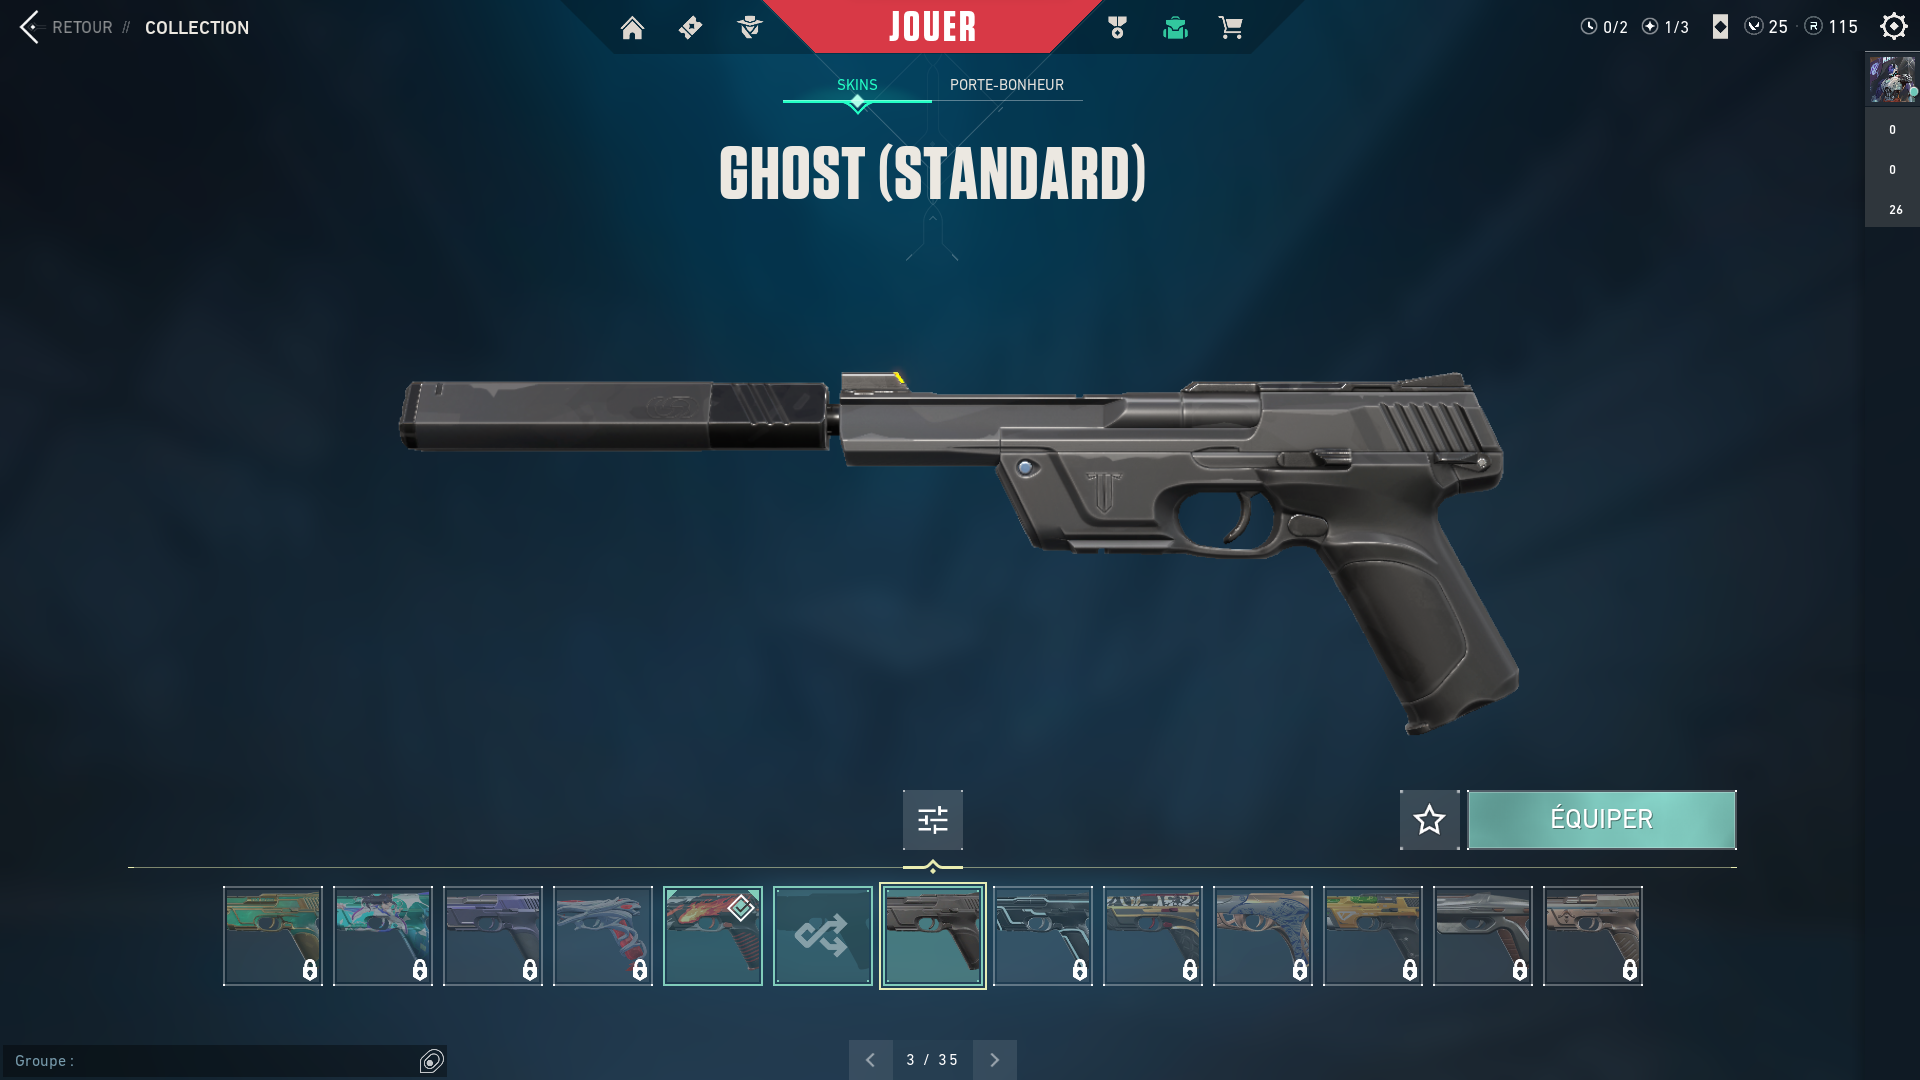 RETOUR // COLLECTION
JOUER
0/2
1/3
25
115
SKINS
PORTE-BONHEUR
GHOST (STANDARD)
0
0
26
ÉQUIPER
Groupe :
3 / 35